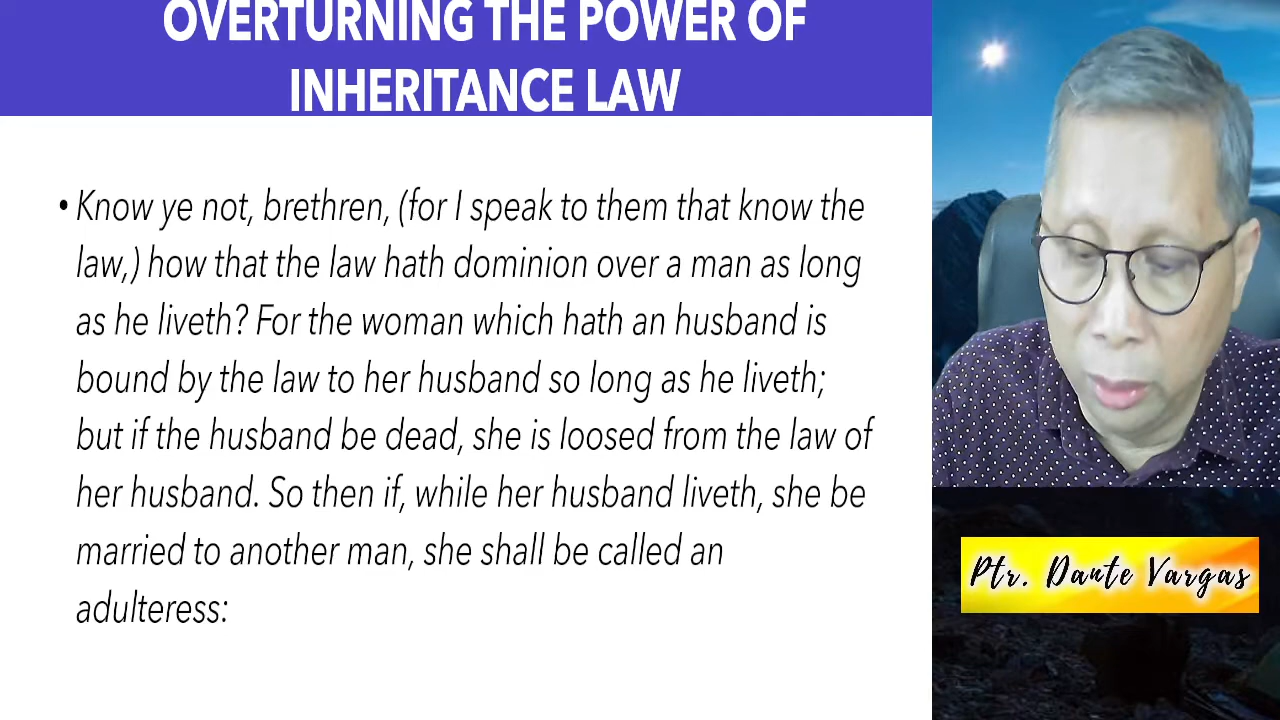 OVERTURNING THE POWER OF
INHERITANCE LAW
• Know ye not, brethren, (for I speak to them that know the
law,) how that the law hath dominion over a man as long
as he liveth? For the woman which hath an husband is
bound by the law to her husband so long as he liveth;
but if the husband be dead, she is loosed from the law of
her husband. So then if, while her husband liveth, she be
married to another man, she shall be called an
adulteress:
Ptr. Dante Vargas